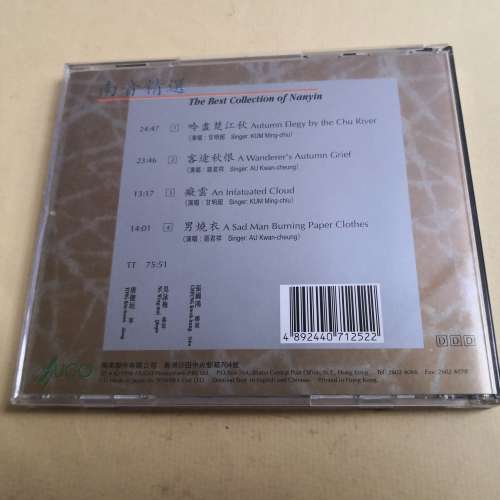 南音精選
The Best Collection of Nanyin
24:47 1 吟盡楚江秋 Autumn Elegy by the Chu River
(演唱：甘明超 Singer: KUM Ming-chiu)
23:46 2 客途秋恨 A Wanderer's Autumn Grief
(演唱：區君祥 Singer: AU Kwan-cheung)
13:17 3 癡雲 An Infatuated Cloud
(演唱：甘明超 Singer: KUM Ming-chiu)
14:01 4 男燒衣 A Sad Man Burning Paper Clothes
(演唱：區君祥 Singer: AU Kwan-cheung)
TT 75:51
4 892440 712522
DDD
HUGO
Printed in Hong Kong